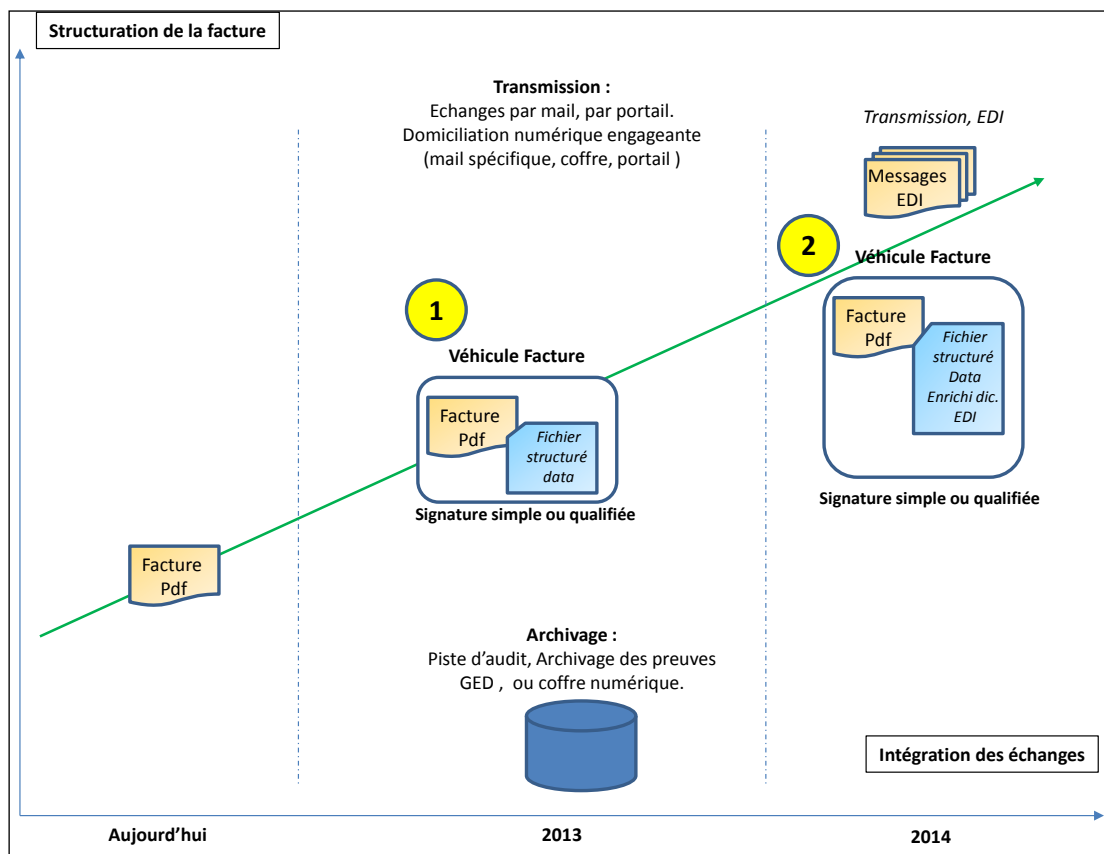 Structuration de la facture
Transmission :
Echanges par mail, par portail.
Domiciliation numérique engageante
(mail spécifique, coffre, portail )
Transmission, EDI
Messages
EDI
2
Véhicule Facture
Facture
Pdf
Fichier
structuré
Data
Enrichi dic.
EDI
Signature simple ou qualifiée
1
Véhicule Facture
Facture
Pdf
Fichier
structuré
data
Signature simple ou qualifiée
Facture
Pdf
Archivage :
Piste d’audit, Archivage des preuves
GED , ou coffre numérique.
Intégration des échanges
Aujourd’hui
2013
2014